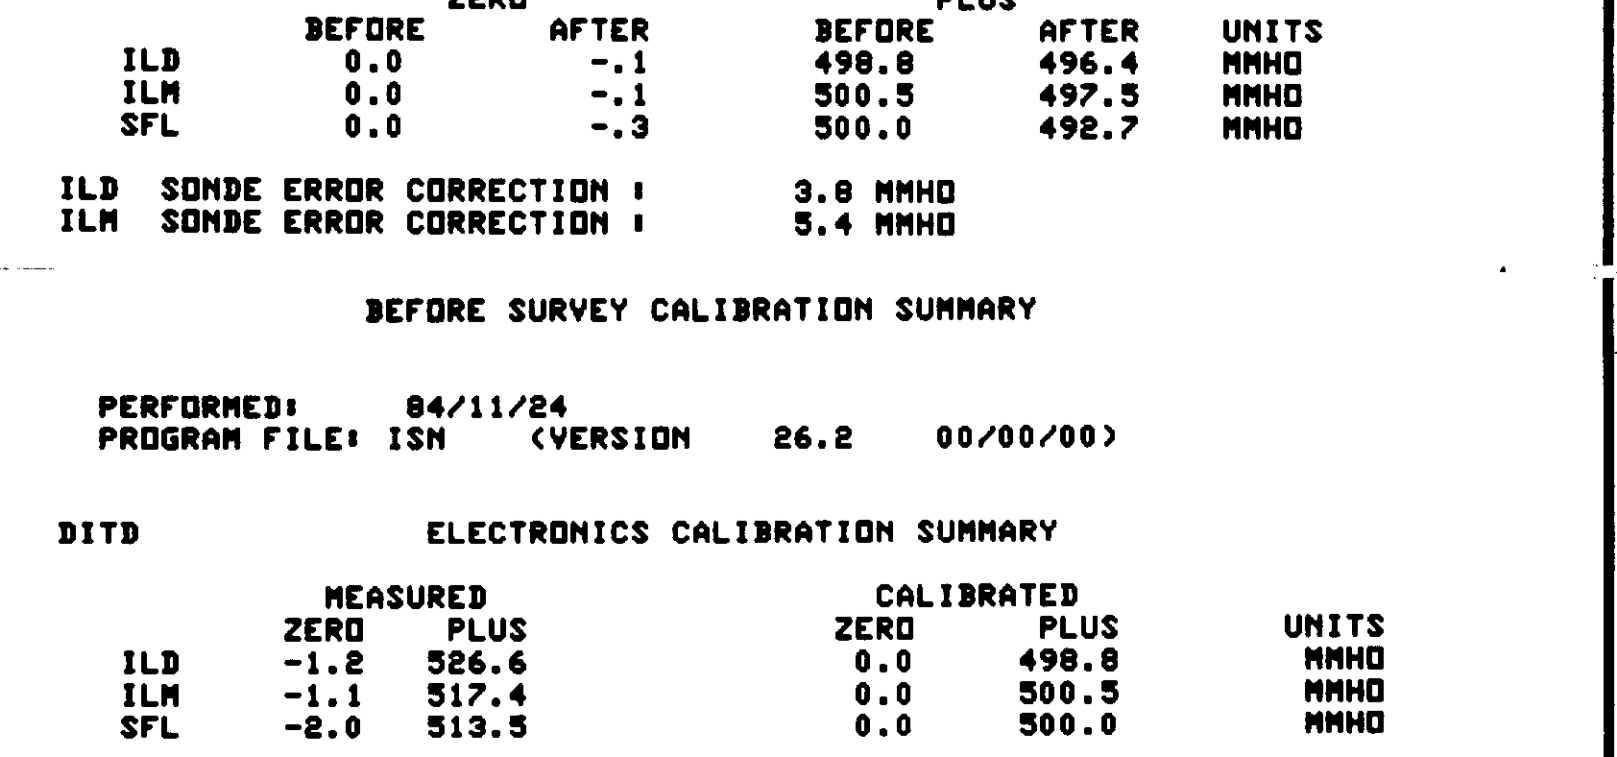 ZERO PLUS
BEFORE AFTER BEFORE AFTER UNITS
ILD 0.0 -.1 498.8 496.4 MMHO
ILM 0.0 -.1 500.5 497.5 MMHO
SFL 0.0 -.3 500.0 492.7 MMHO
ILD SONDE ERROR CORRECTION : 3.8 MMHO
ILM SONDE ERROR CORRECTION : 5.4 MMHO
BEFORE SURVEY CALIBRATION SUMMARY
PERFORMED: 84/11/24
PROGRAM FILE: ISN (VERSION 26.2 00/00/00)
DITD ELECTRONICS CALIBRATION SUMMARY
MEASURED CALIBRATED
ZERO PLUS ZERO PLUS UNITS
ILD -1.2 526.6 0.0 498.8 MMHO
ILM -1.1 517.4 0.0 500.5 MMHO
SFL -2.0 513.5 0.0 500.0 MMHO